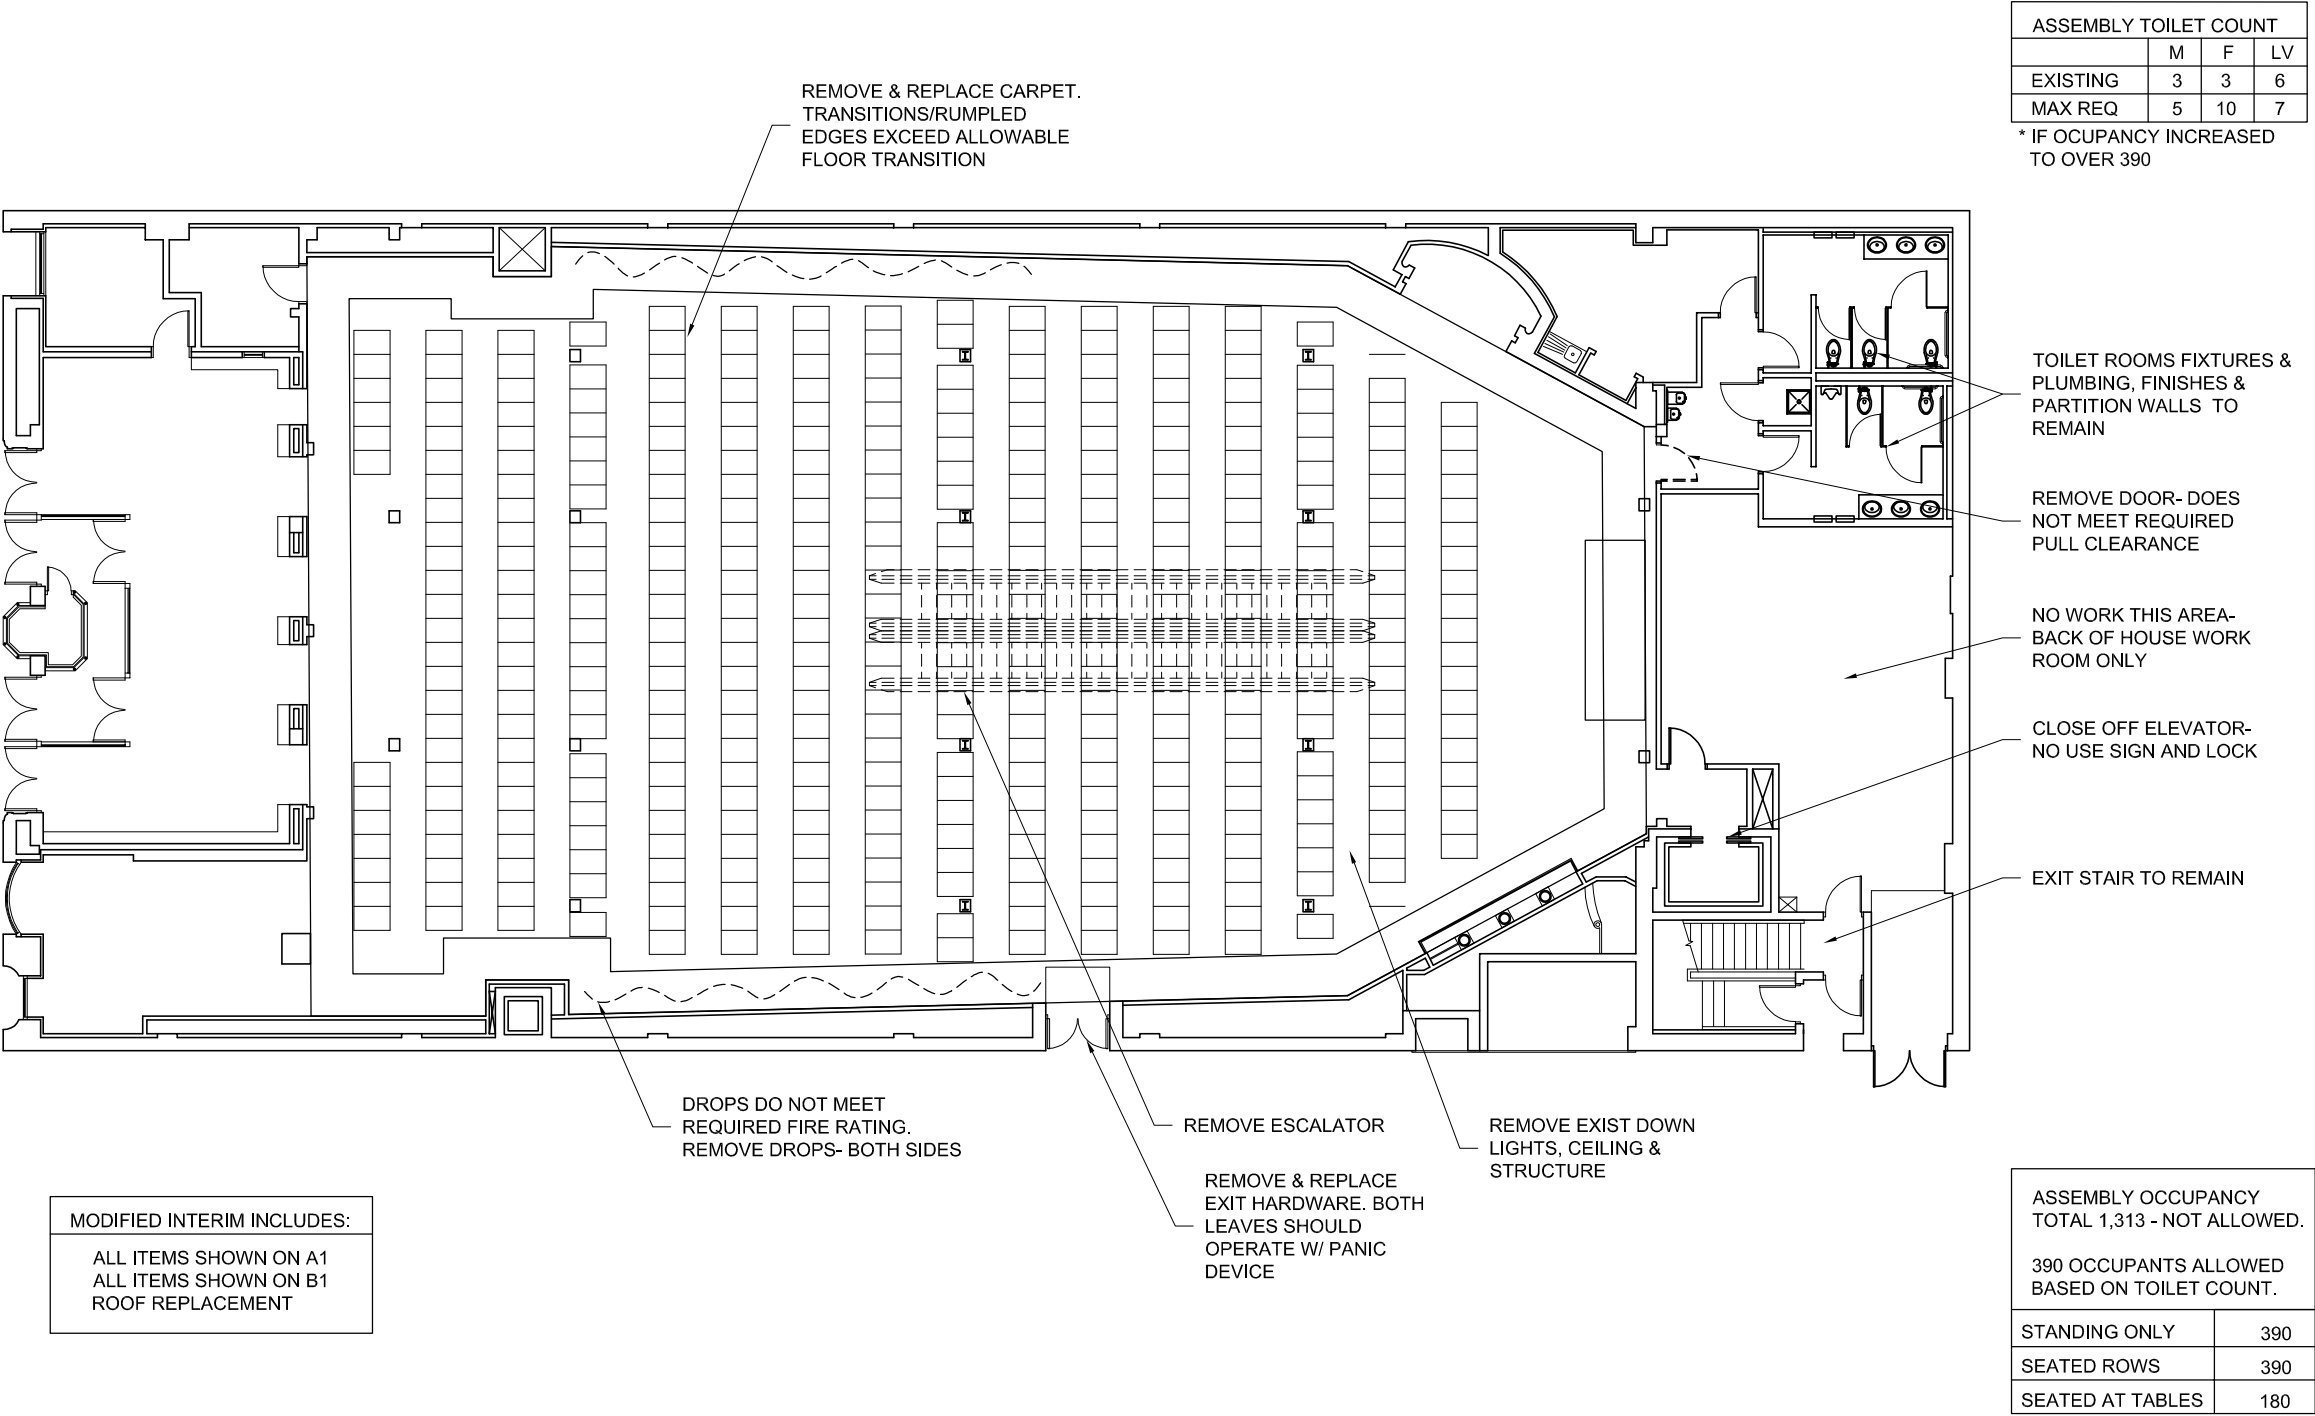 ASSEMBLY TOILET COUNT
M F LV
EXISTING 3 3 6
MAX REQ 5 10 7
* IF OCUPANCY INCREASED
TO OVER 390
REMOVE & REPLACE CARPET.
TRANSITIONS/RUMPLED
EDGES EXCEED ALLOWABLE
FLOOR TRANSITION
TOILET ROOMS FIXTURES &
PLUMBING, FINISHES &
PARTITION WALLS TO
REMAIN
REMOVE DOOR- DOES
NOT MEET REQUIRED
PULL CLEARANCE
NO WORK THIS AREA-
BACK OF HOUSE WORK
ROOM ONLY
CLOSE OFF ELEVATOR-
NO USE SIGN AND LOCK
EXIT STAIR TO REMAIN
DROPS DO NOT MEET
REQUIRED FIRE RATING.
REMOVE DROPS- BOTH SIDES
REMOVE ESCALATOR
REMOVE & REPLACE
EXIT HARDWARE. BOTH
LEAVES SHOULD
OPERATE W/ PANIC
DEVICE
REMOVE EXIST DOWN
LIGHTS, CEILING &
STRUCTURE
MODIFIED INTERIM INCLUDES:
ALL ITEMS SHOWN ON A1
ALL ITEMS SHOWN ON B1
ROOF REPLACEMENT
ASSEMBLY OCCUPANCY
TOTAL 1,313 - NOT ALLOWED.
390 OCCUPANTS ALLOWED
BASED ON TOILET COUNT.
STANDING ONLY 390
SEATED ROWS 390
SEATED AT TABLES 180